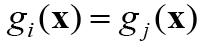 gᵢ(𝐱) = gⱼ(𝐱)